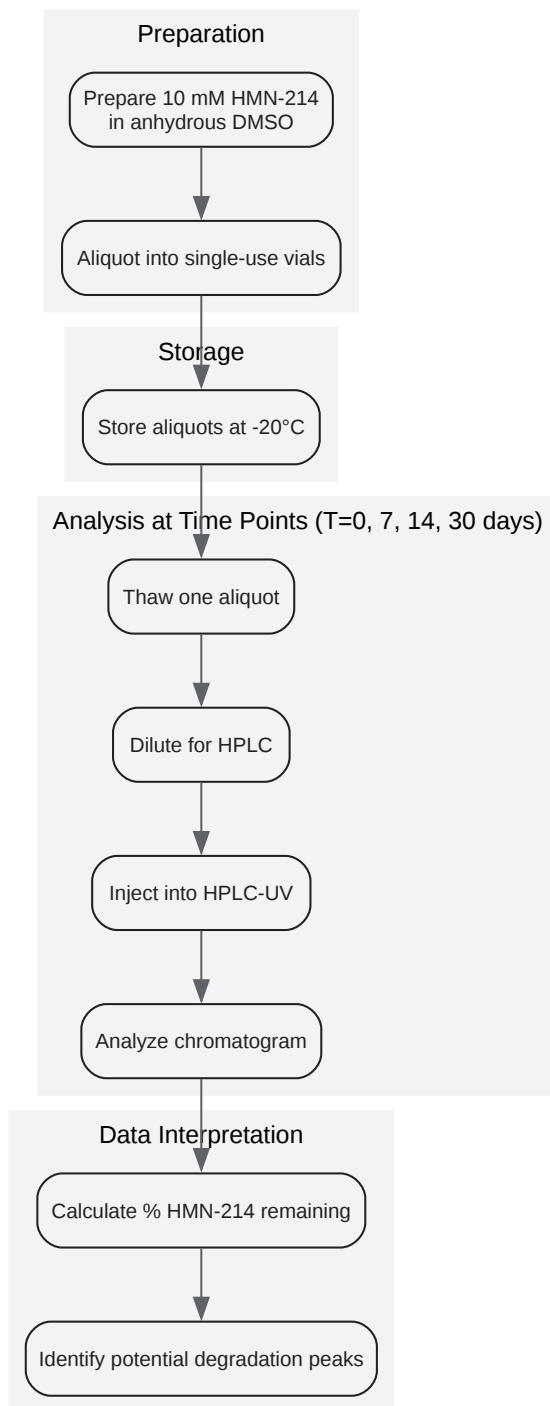 Preparation
Prepare 10 mM HMN-214
in anhydrous DMSO
Aliquot into single-use vials
Storage
Store aliquots at -20°C
Analysis at Time Points (T=0, 7, 14, 30 days)
Thaw one aliquot
Dilute for HPLC
Inject into HPLC-UV
Analyze chromatogram
Data Interpretation
Calculate % HMN-214 remaining
Identify potential degradation peaks